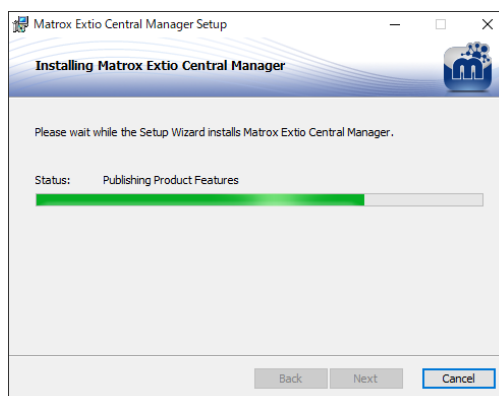 Matrox Extio Central Manager Setup
Installing Matrox Extio Central Manager
m
Please wait while the Setup Wizard installs Matrox Extio Central Manager.
Status: Publishing Product Features
Back Next Cancel